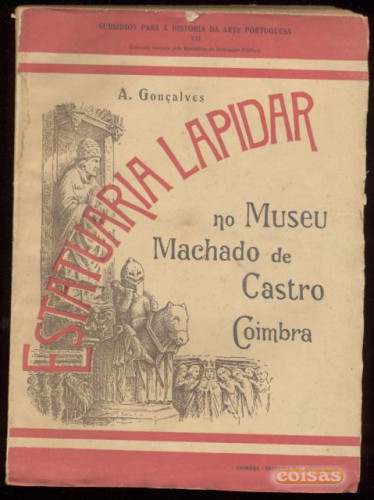 SUBSIDIOS PARA A HISTORIA DA ARTE PORTUGUESA
VII
A. Gonçalves
ESTATUARIA LAPIDAR
no Museu
Machado de
Castro
Coimbra
COIMBRA
coisas